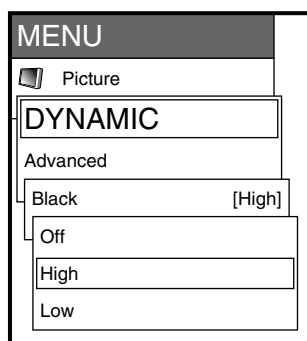 MENU
Picture
DYNAMIC
Advanced
Black [High]
Off
High
Low